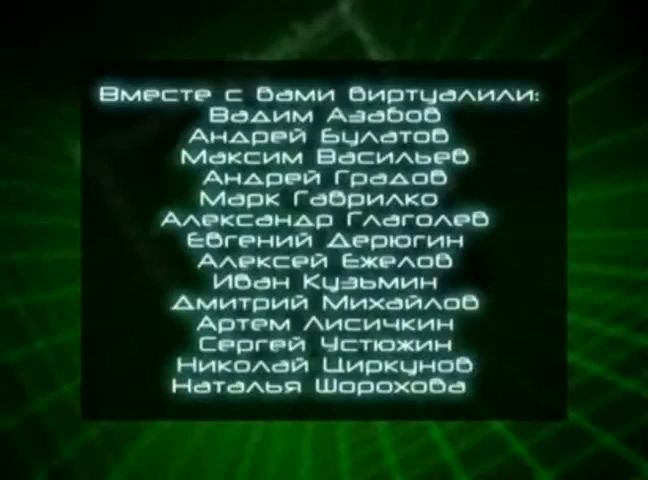 Вместе с вами виртуалили:
Вадим Азабов
Андрей Булатов
Максим Васильев
Андрей Градов
Марк Гаврилко
Александр Глаголев
Евгений Дерюгин
Алексей Ежелов
Иван Кузьмин
Дмитрий Михайлов
Артем Лисичкин
Сергей Устюжин
Николай Циркунов
Наталья Шорохова